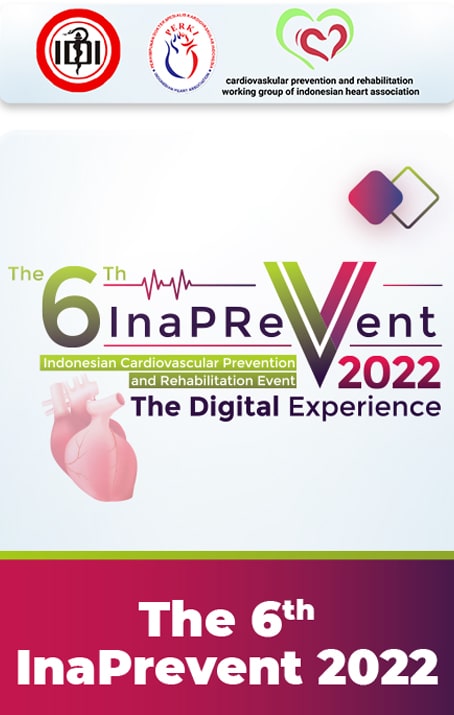 IDI
PERKI
INDONESIAN HEART ASSOCIATION
cardiovaskular prevention and rehabilitation
working group of indonesian heart association
The 6Th
InaPReVent
Indonesian Cardiovascular Prevention
and Rehabilitation Event
2022
The Digital Experience
The 6th
InaPrevent 2022